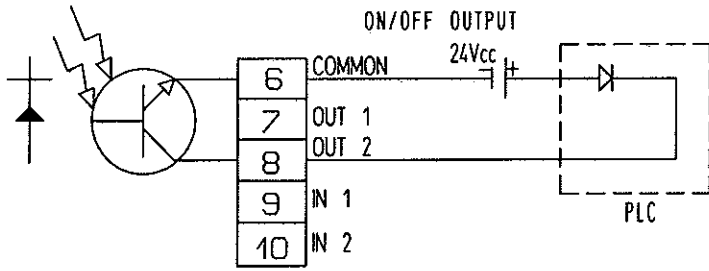 ON/OFF OUTPUT
24Vcc
+
6 COMMON
7 OUT 1
8 OUT 2
9 IN 1
10 IN 2
PLC